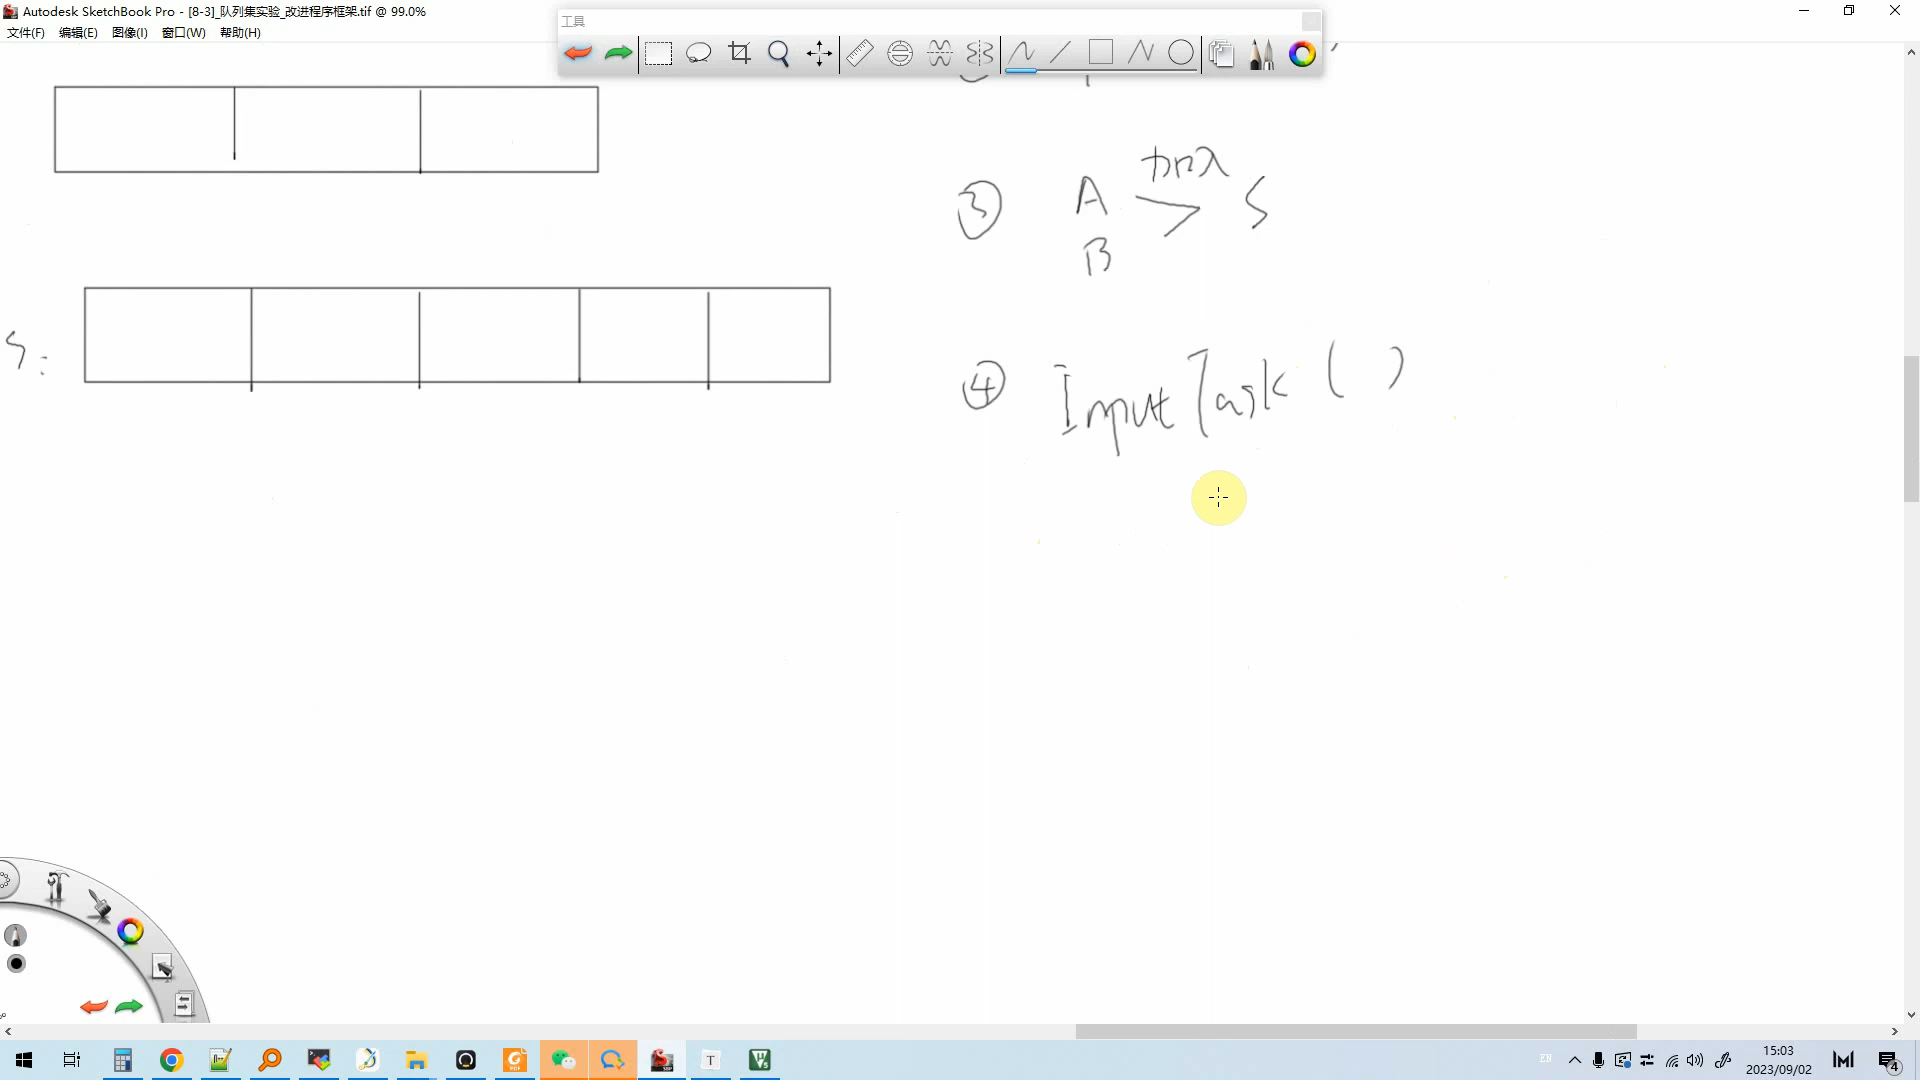 Autodesk SketchBook Pro - [8-3]_队列集实验_改进程序框架.tif @ 99.0%
文件(F) 编辑(E) 图像(I) 窗口(W) 帮助(H)
工具
③ A 加入 S
B
S:
④ InputTask ( )
EN
15:03
2023/09/02
4